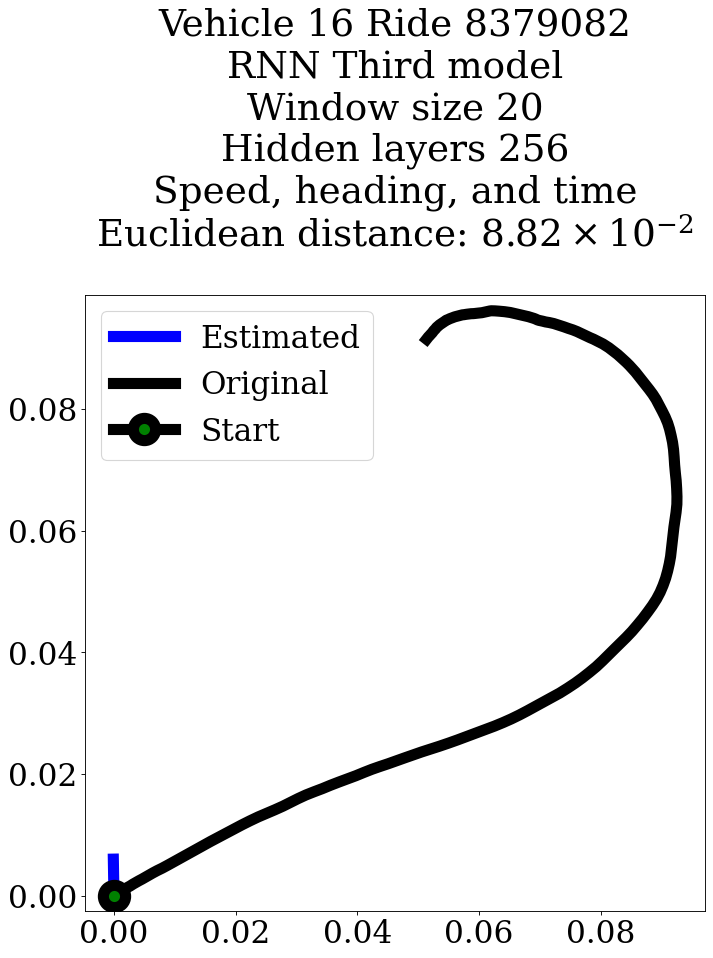 Vehicle 16 Ride 8379082
RNN Third model
Window size 20
Hidden layers 256
Speed, heading, and time
Euclidean distance: 8.82 × 10⁻²
Estimated
Original
Start
0.08
0.06
0.04
0.02
0.00
0.00 0.02 0.04 0.06 0.08